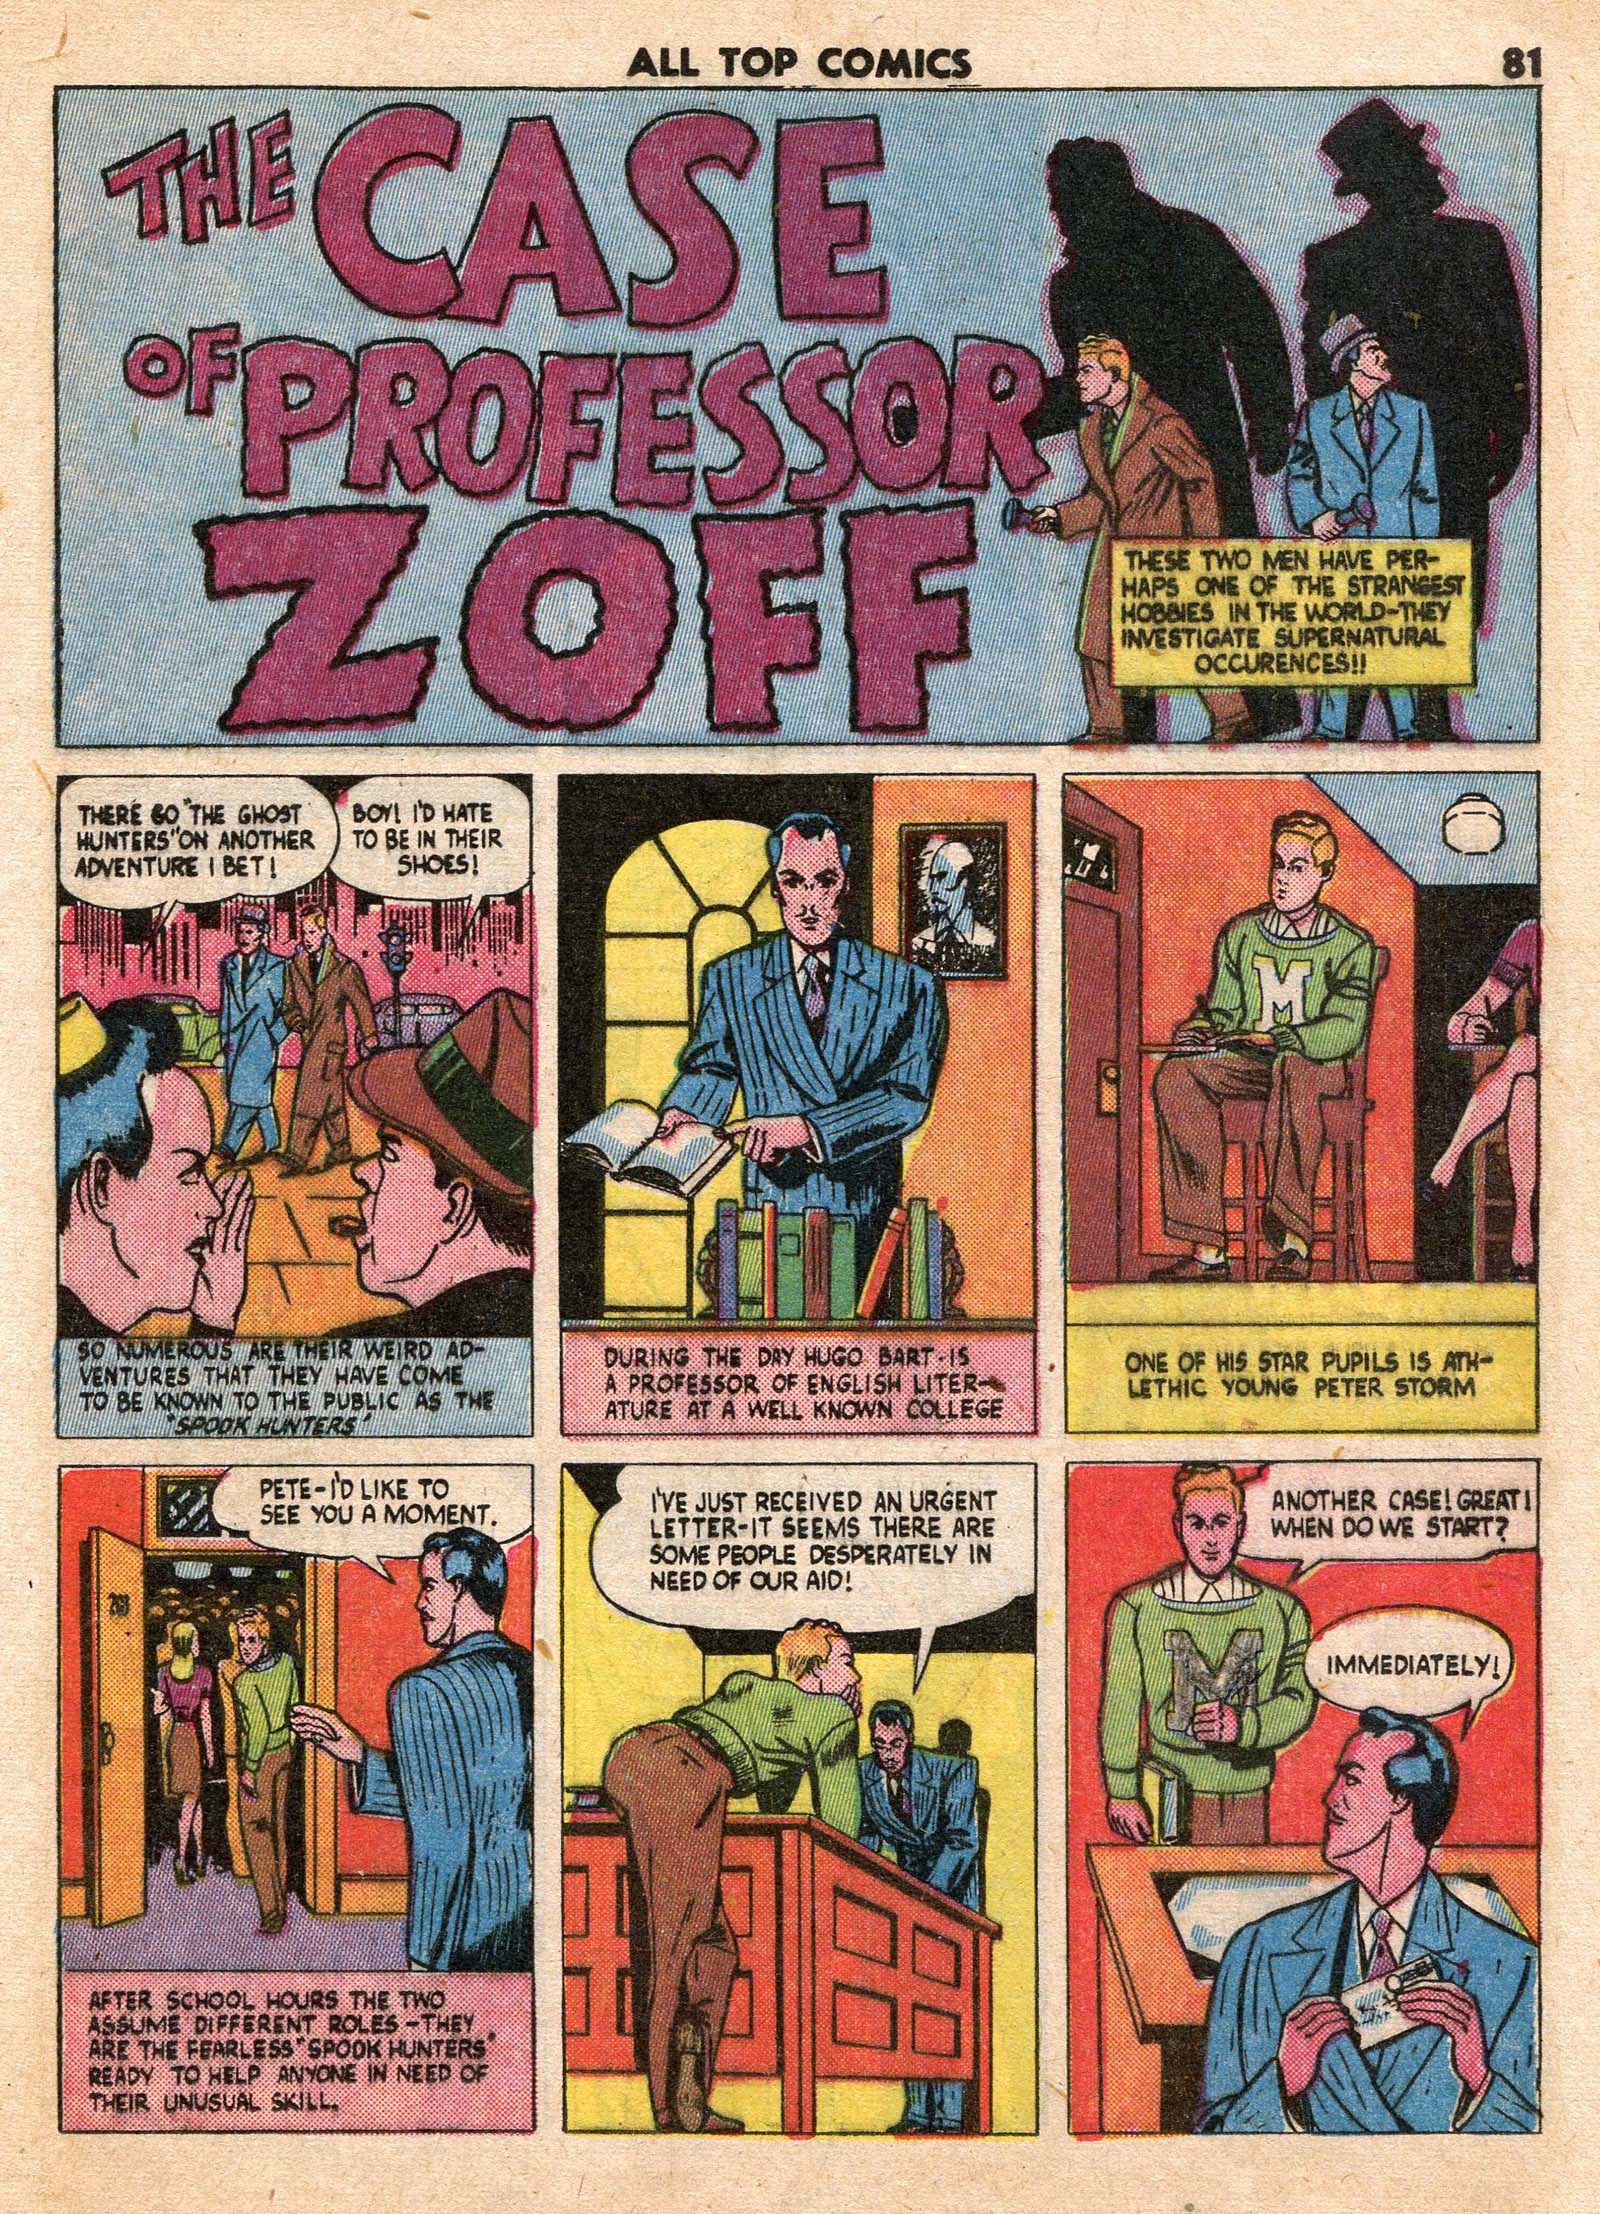 ALL TOP COMICS
81
THE CASE
OF PROFESSOR
ZOFF
THESE TWO MEN HAVE PER-
HAPS ONE OF THE STRANGEST
HOBBIES IN THE WORLD-THEY
INVESTIGATE SUPERNATURAL
OCCURENCES!!
THERE GO "THE GHOST
HUNTERS" ON ANOTHER
ADVENTURE I BET!
BOY! I'D HATE
TO BE IN THEIR
SHOES!
SO NUMEROUS ARE THEIR WEIRD AD-
VENTURES THAT THEY HAVE COME
TO BE KNOWN TO THE PUBLIC AS THE
"SPOOK HUNTERS"
DURING THE DAY HUGO BART-IS
A PROFESSOR OF ENGLISH LITER-
ATURE AT A WELL KNOWN COLLEGE
M
ONE OF HIS STAR PUPILS IS ATH-
LETHIC YOUNG PETER STORM
PETE-I'D LIKE TO
SEE YOU A MOMENT.
AFTER SCHOOL HOURS THE TWO
ASSUME DIFFERENT ROLES-THEY
ARE THE FEARLESS "SPOOK HUNTERS"
READY TO HELP ANYONE IN NEED OF
THEIR UNUSUAL SKILL.
I'VE JUST RECEIVED AN URGENT
LETTER-IT SEEMS THERE ARE
SOME PEOPLE DESPERATELY IN
NEED OF OUR AID!
ANOTHER CASE! GREAT!
WHEN DO WE START?
M
IMMEDIATELY!